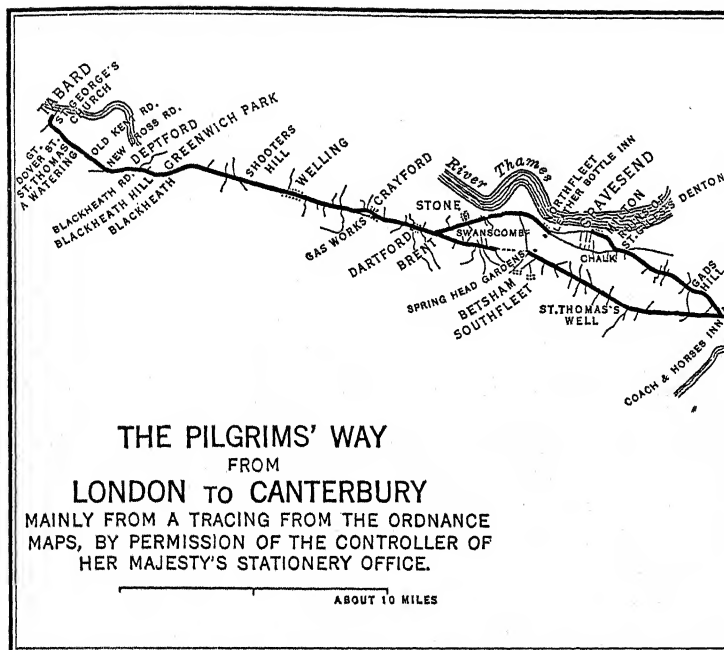 TABARD
ST. GEORGE'S
CHURCH
GT.
DOVER ST.
ST. THOMAS
A WATERING
OLD KENT RD.
NEW CROSS RD.
DEPTFORD
GREENWICH PARK
BLACKHEATH RD.
BLACKHEATH HILL
BLACKHEATH
SHOOTERS
HILL
WELLING
CRAYFORD
GAS WORKS
DARTFORD
BRENT
STONE
River Thames
SWANSCOMBE
SPRING HEAD GARDENS
BETSHAM
SOUTHFLEET
CHALK
DENTON
ST. THOMAS'S
WELL
GADS
HILL
COACH & HORSES INN
THE PILGRIMS' WAY
FROM
LONDON TO CANTERBURY
MAINLY FROM A TRACING FROM THE ORDNANCE
MAPS, BY PERMISSION OF THE CONTROLLER OF
HER MAJESTY'S STATIONERY OFFICE.
ABOUT 10 MILES